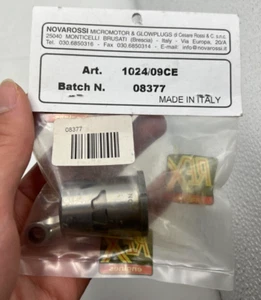 NOVAROSSI MICROMOTOR & GLOWPLUGS di Cesare Rossi & C. s.n.c.
25040 MONTICELLI BRUSATI (Brescia) - Italy - Via Europa, 20/A
Tel. 030.6850316 - Fax 030.6850314 - E-mail info@novarossi.it
Art. 1024/09CE
Batch N. 08377
MADE IN ITALY
08377
REX